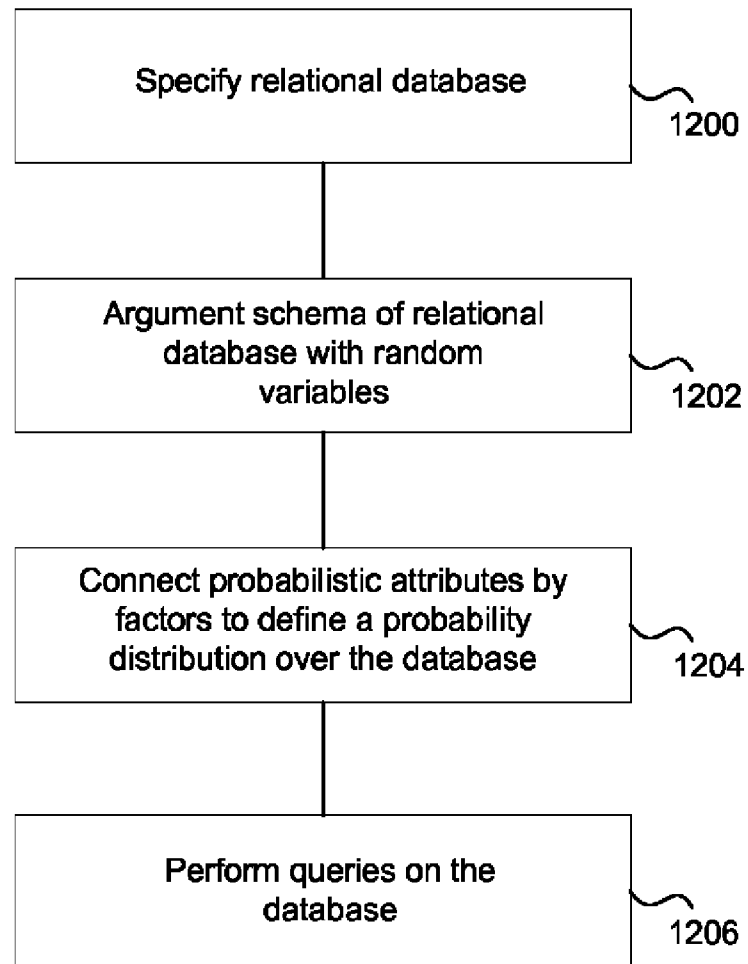 Specify relational database
1200
Argument schema of relational
database with random
variables
1202
Connect probabilistic attributes by
factors to define a probability
distribution over the database
1204
Perform queries on the
database
1206